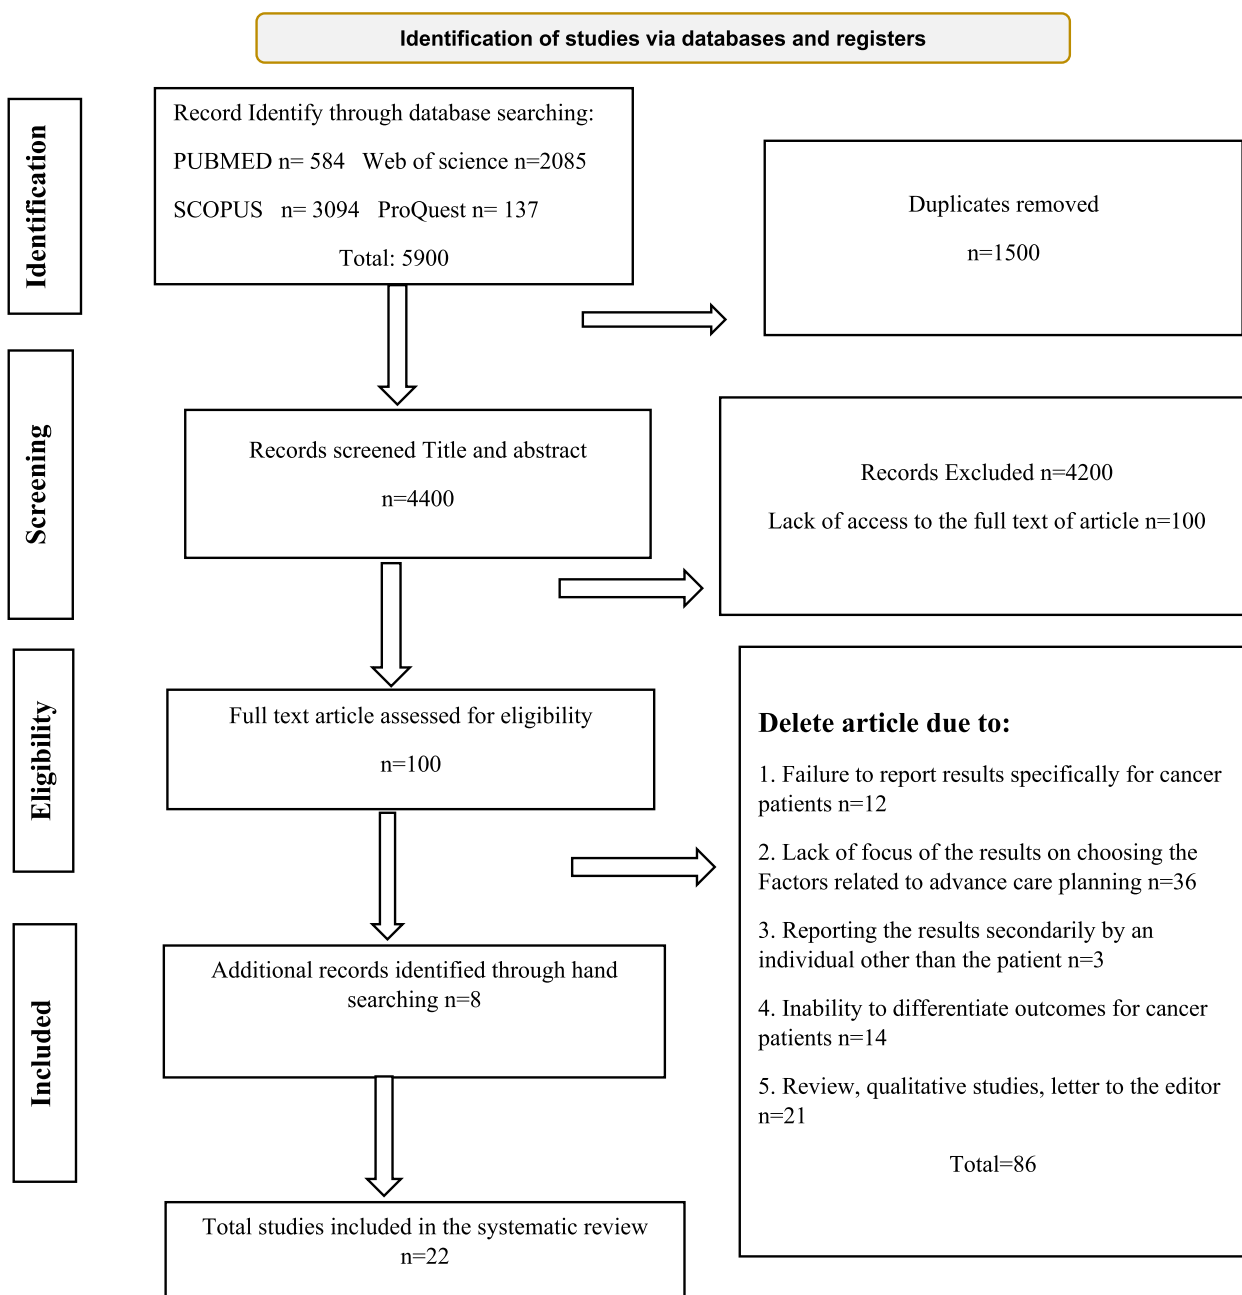 Identification of studies via databases and registers
Identification
Record Identify through database searching:
PUBMED n= 584 Web of science n=2085
SCOPUS n= 3094 ProQuest n= 137
Total: 5900
Duplicates removed
n=1500
Screening
Records screened Title and abstract
n=4400
Records Excluded n=4200
Lack of access to the full text of article n=100
Eligibility
Full text article assessed for eligibility
n=100
Delete article due to:
1. Failure to report results specifically for cancer
patients n=12
2. Lack of focus of the results on choosing the
Factors related to advance care planning n=36
3. Reporting the results secondarily by an
individual other than the patient n=3
4. Inability to differentiate outcomes for cancer
patients n=14
5. Review, qualitative studies, letter to the editor
n=21
Total=86
Included
Additional records identified through hand
searching n=8
Total studies included in the systematic review
n=22